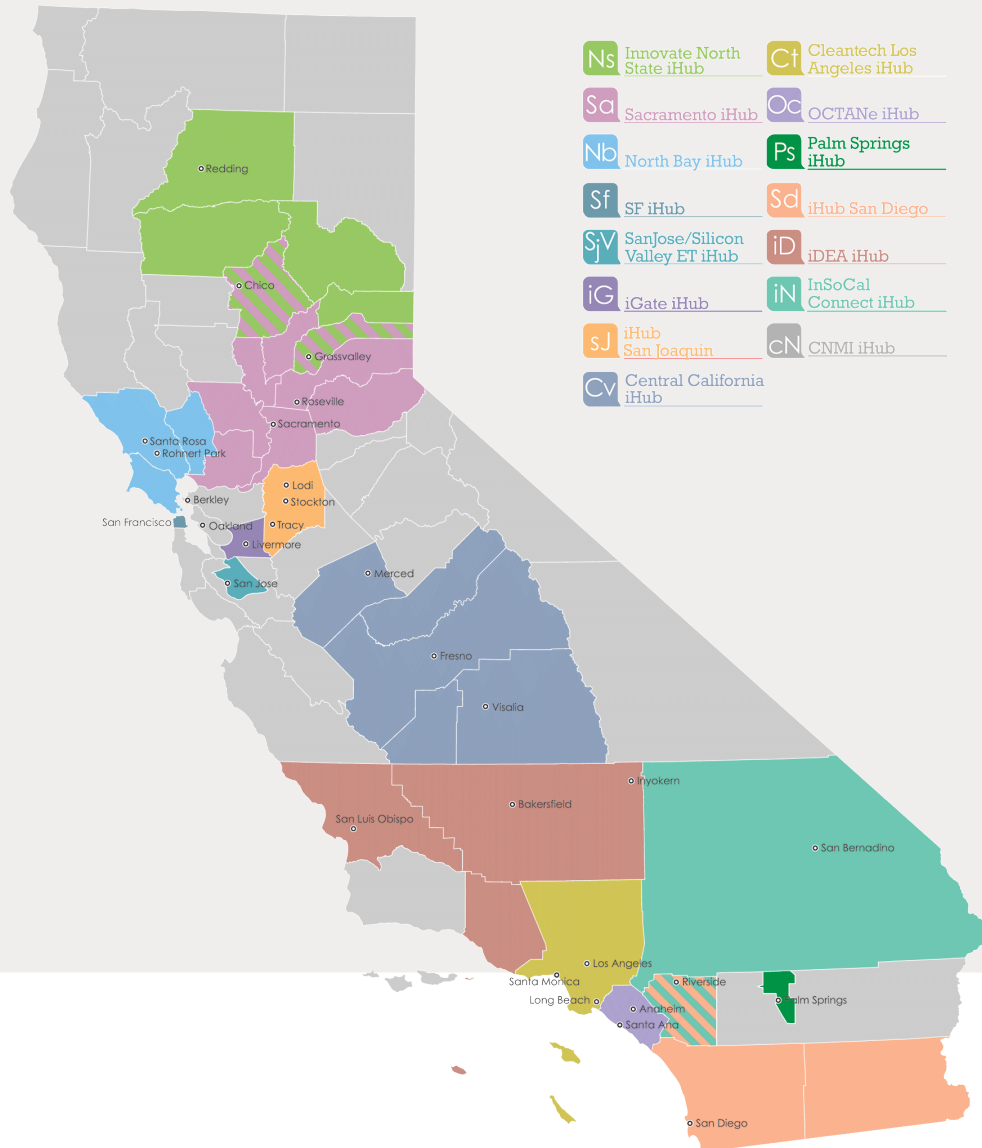 Ns Innovate North
State iHub
Ct Cleantech Los
Angeles iHub
Sa Sacramento iHub
Oc OCTANe iHub
Nb North Bay iHub
Ps Palm Springs
iHub
Sf SF iHub
Sd iHub San Diego
SjV SanJose/Silicon
Valley ET iHub
iD iDEA iHub
iG iGate iHub
iN InSoCal
Connect iHub
sJ iHub
San Joaquin
cN CNMI iHub
Cv Central California
iHub
Redding
Chico
Grassvalley
Roseville
Sacramento
Santa Rosa
Rohnert Park
Lodi
Berkley
Stockton
San Francisco
Oakland
Tracy
Livermore
Merced
San Jose
Fresno
Visalia
Inyokern
Bakersfield
San Luis Obispo
San Bernadino
Los Angeles
Santa Monica
Riverside
Long Beach
Palm Springs
Anaheim
Santa Ana
San Diego